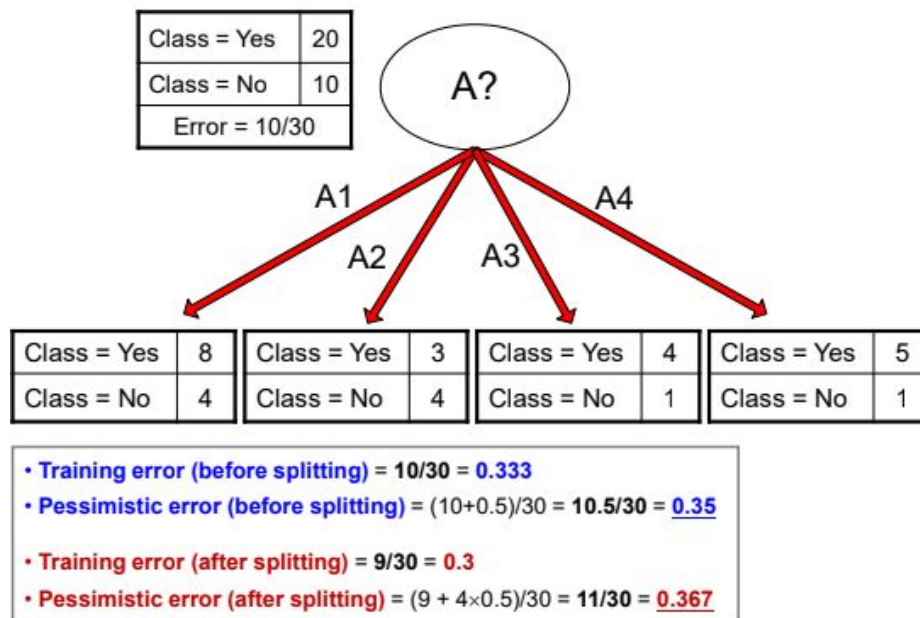 Class = Yes 20
Class = No 10
Error = 10/30
A?
A1
A2
A3
A4
Class = Yes 8
Class = No 4
Class = Yes 3
Class = No 4
Class = Yes 4
Class = No 1
Class = Yes 5
Class = No 1
• Training error (before splitting) = 10/30 = 0.333
• Pessimistic error (before splitting) = (10+0.5)/30 = 10.5/30 = 0.35
• Training error (after splitting) = 9/30 = 0.3
• Pessimistic error (after splitting) = (9 + 4×0.5)/30 = 11/30 = 0.367